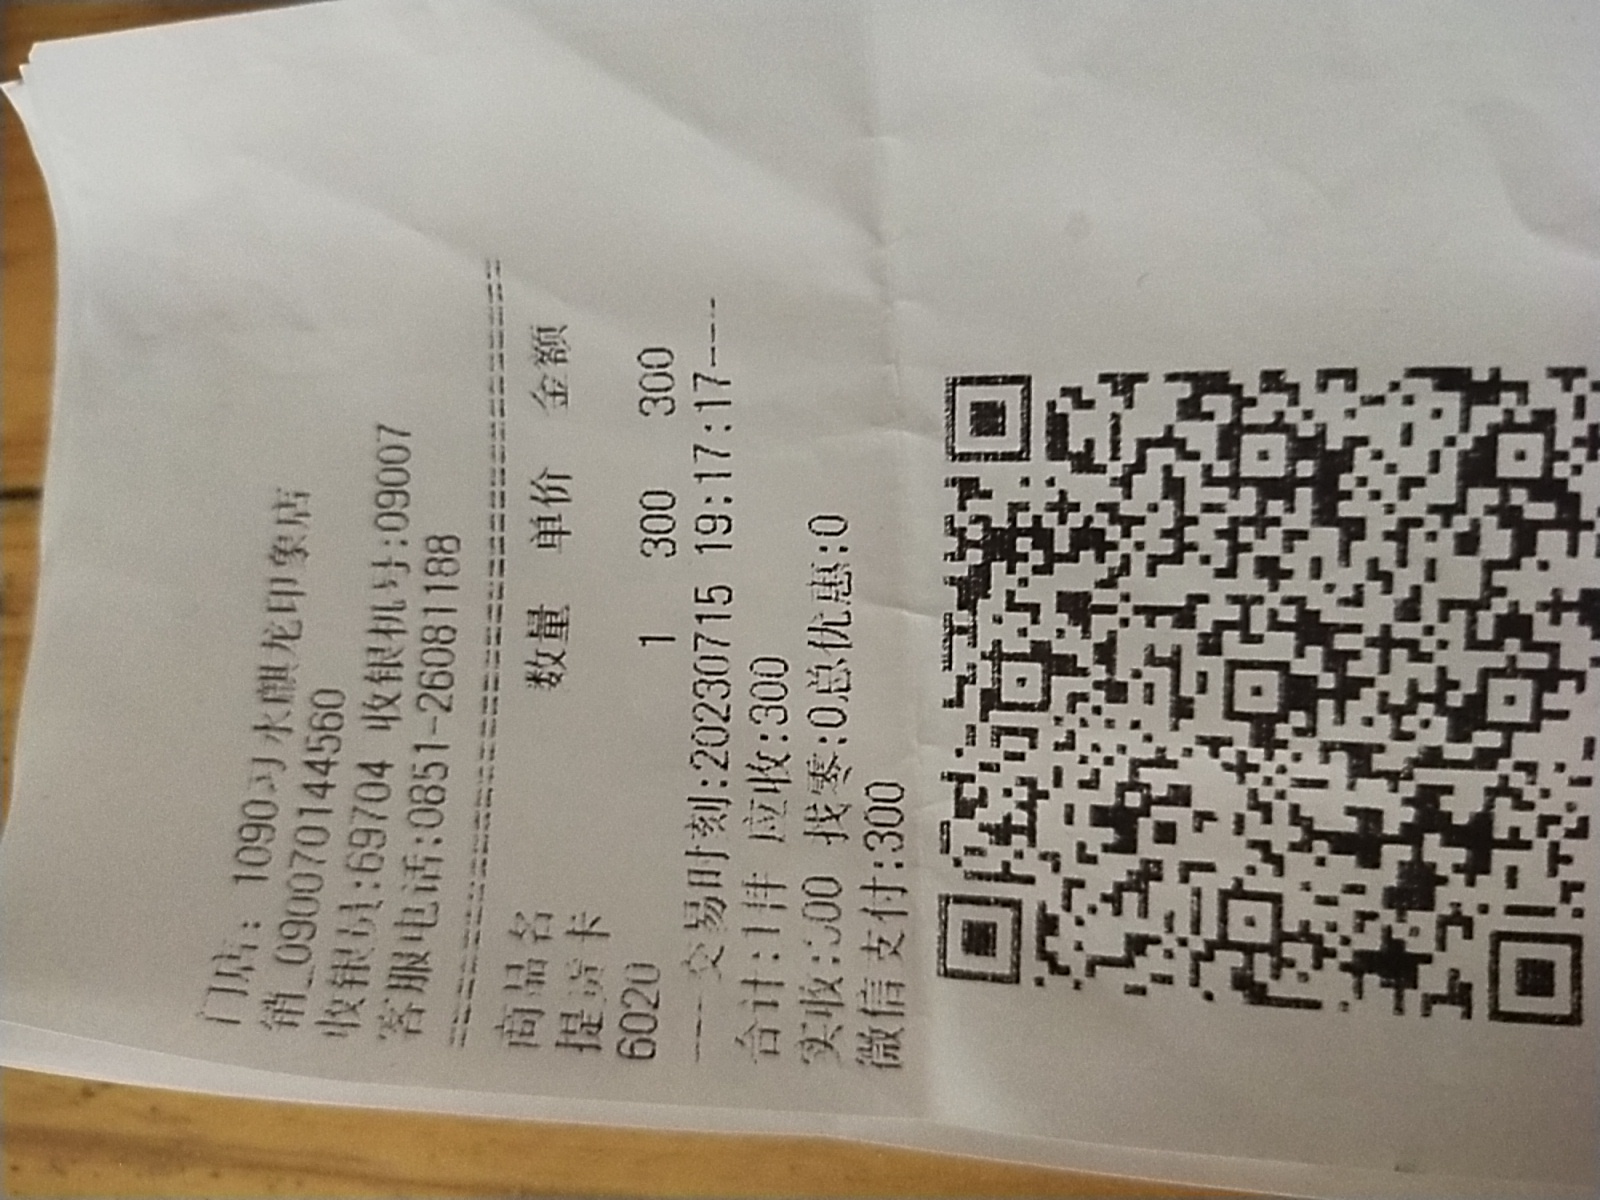 门店: 1090习水麒龙印象店
销_090070144560
收银员:69704 收银机号:09007
客服电话:0851-26081188
========================================
商品名 数量 单价 金额
提货卡
6020 1 300 300
----交易时刻:20230715 19:17:17----
合计:1件 应收:300
实收:300 找零:0总优惠:0
微信支付:300